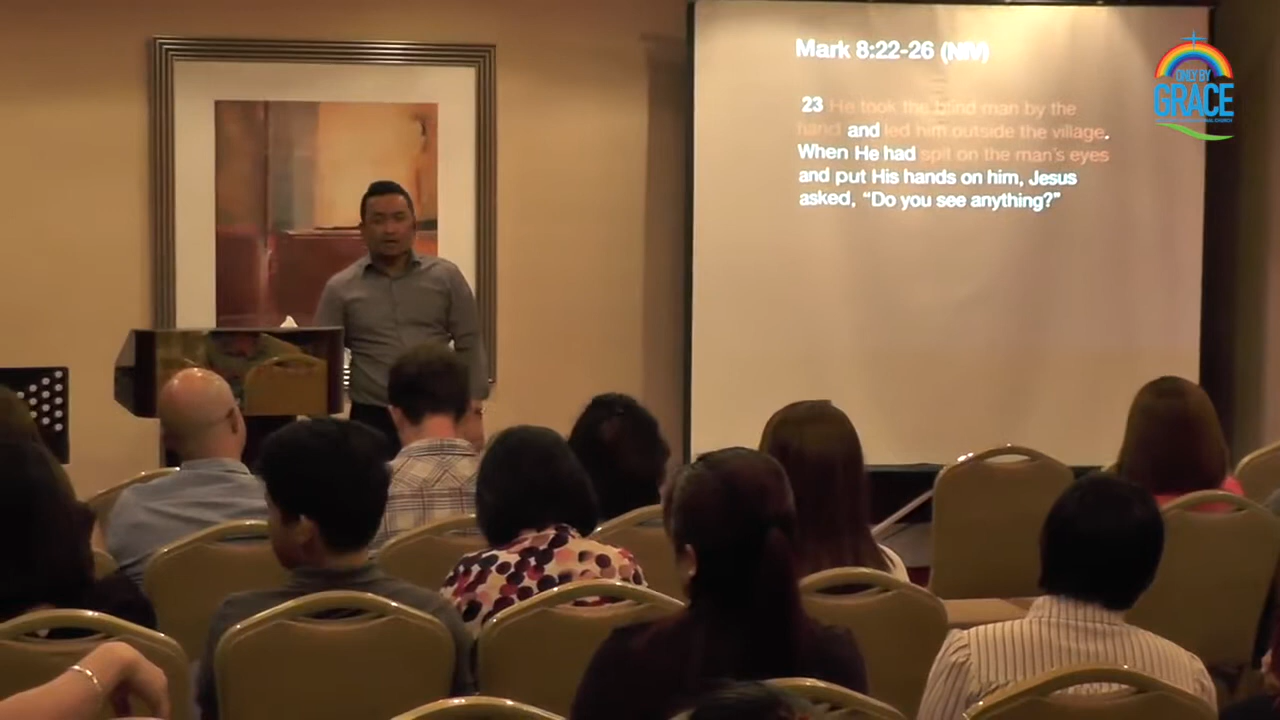 Mark 8:22-26 (NIV)
23 He took the blind man by the
hand and led him outside the village.
When He had spit on the man's eyes
and put His hands on him, Jesus
asked, “Do you see anything?”
ONLY BY
GRACE